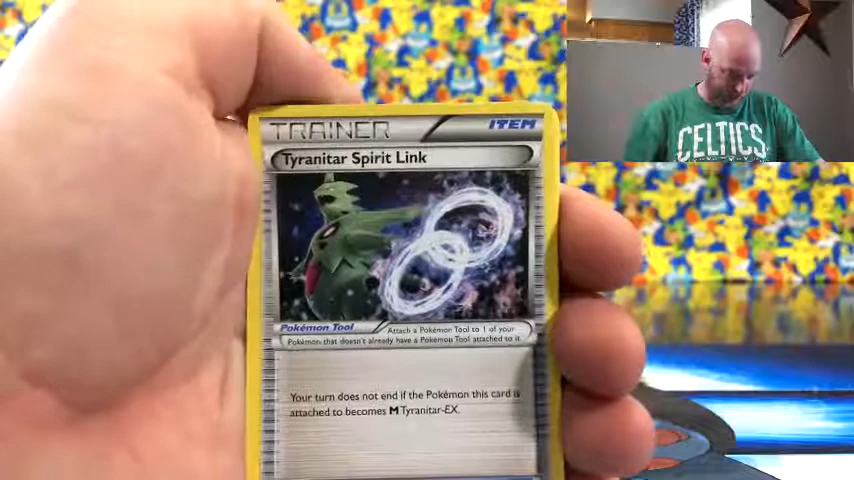 TRAINER ITEM
Tyranitar Spirit Link
Pokémon Tool
Attach a Pokémon Tool to 1 of your
Pokémon that doesn't already have a Pokémon Tool attached to it.
Your turn does not end if the Pokémon this card is
attached to becomes M Tyranitar-EX.
CELTICS